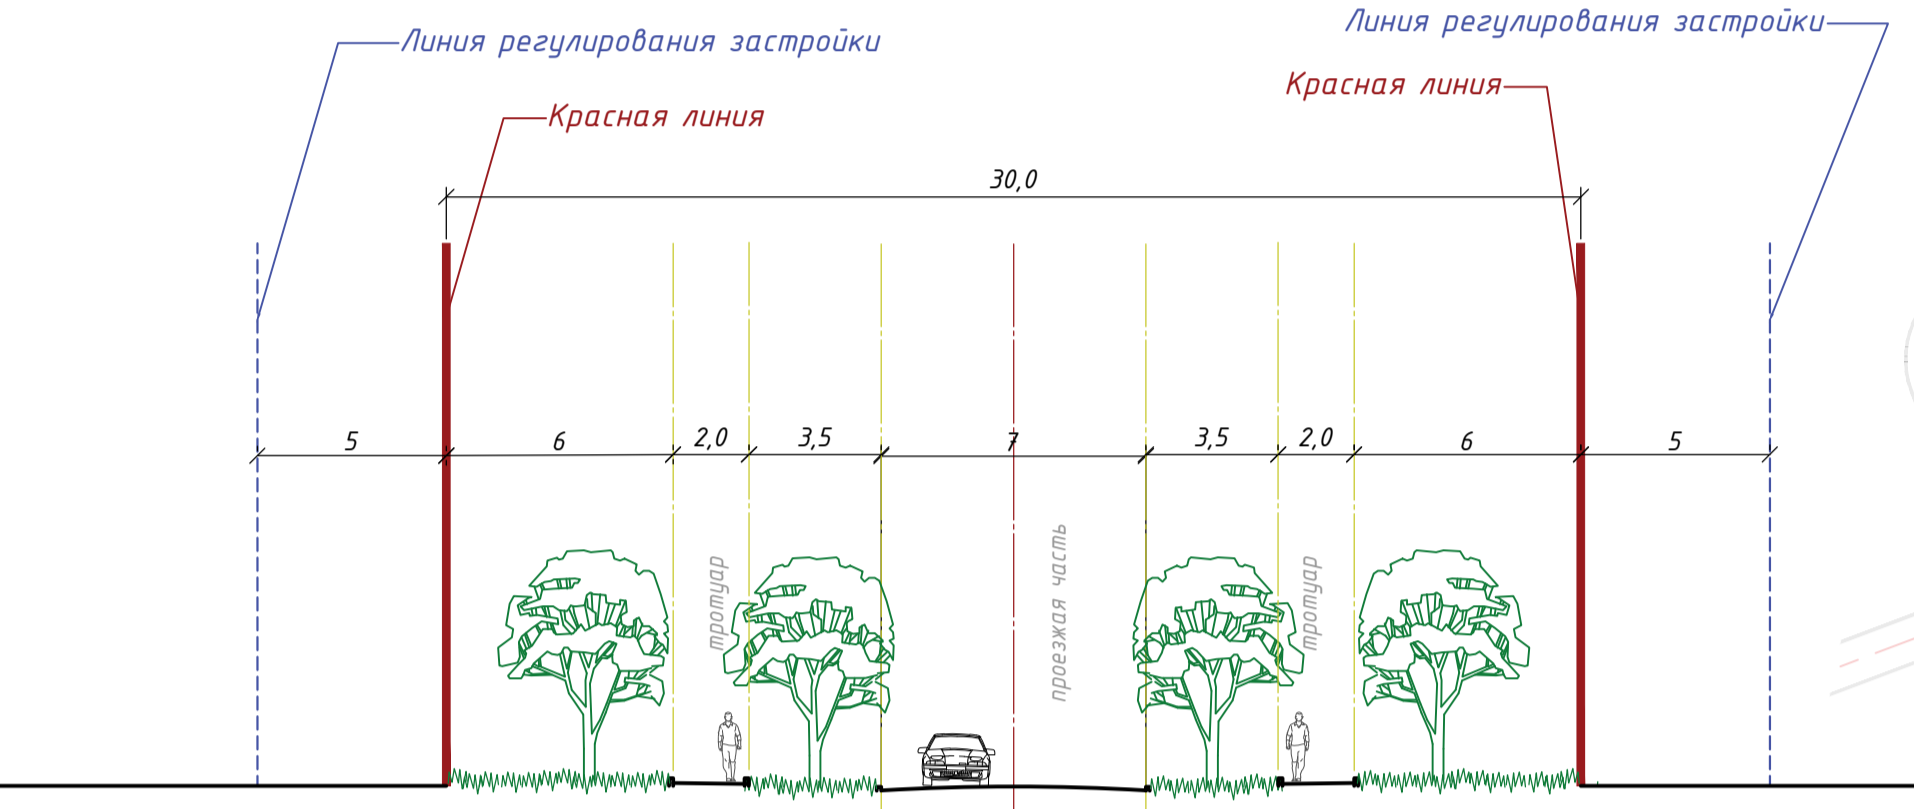 Линия регулирования застройки
Линия регулирования застройки
Красная линия
Красная линия
30,0
5
6
2,0
3,5
7
3,5
2,0
6
5
тротуар
проезжая часть
тротуар